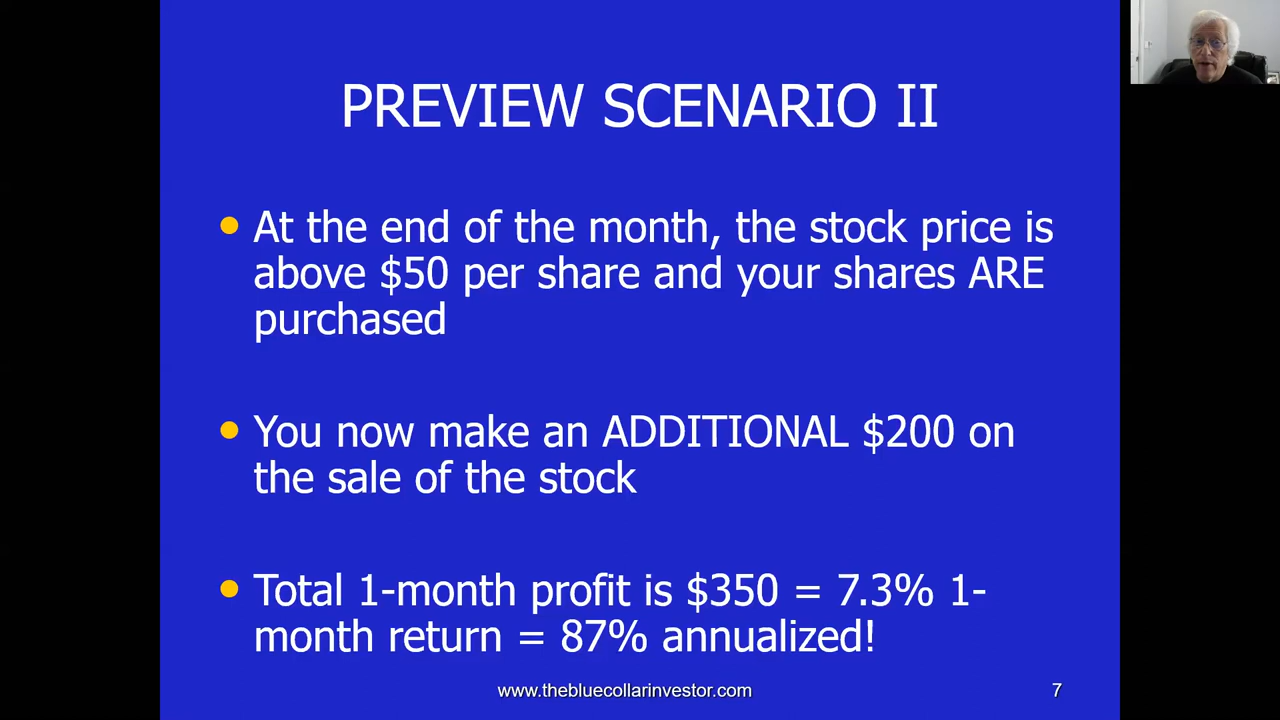 PREVIEW SCENARIO II
• At the end of the month, the stock price is
above $50 per share and your shares ARE
purchased
• You now make an ADDITIONAL $200 on
the sale of the stock
• Total 1-month profit is $350 = 7.3% 1-
month return = 87% annualized!
www.thebluecollarinvestor.com
7